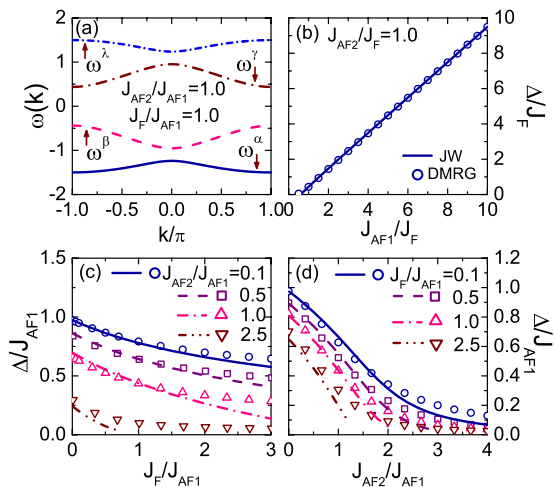 (a)
ω^λ
ω^γ
J_AF2/J_AF1=1.0
J_F/J_AF1=1.0
ω^β
ω^α
ω(k)
2
1
0
-1
-2
-1.0 -0.5 0.0 0.5 1.00
k/π
(b) J_AF2/J_F=1.0
JW
DMRG
10
8
6
4
2
0
Δ/J_F
2 4 6 8 10
J_AF1/J_F
(c) J_AF2/J_AF1=0.1
0.5
1.0
2.5
Δ/J_AF1
1.5
1.0
0.5
0.0
0 1 2 3
J_F/J_AF1
(d) J_F/J_AF1=0.1
0.5
1.0
2.5
1.2
1.0
0.8
0.6
0.4
0.2
0.0
Δ/J_AF1
0 1 2 3 4
J_AF2/J_AF1